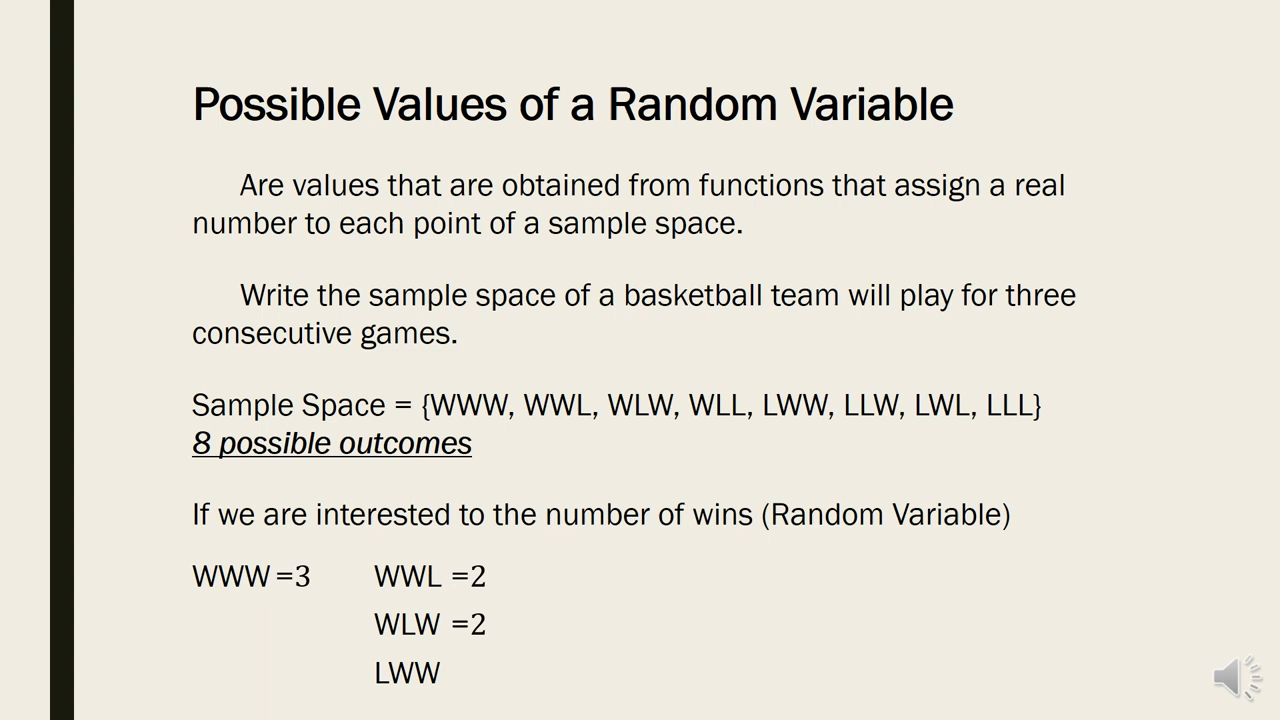 Possible Values of a Random Variable
Are values that are obtained from functions that assign a real
number to each point of a sample space.
Write the sample space of a basketball team will play for three
consecutive games.
Sample Space = {WWW, WWL, WLW, WLL, LWW, LLW, LWL, LLL}
8 possible outcomes
If we are interested to the number of wins (Random Variable)
WWW =3 WWL =2
WLW =2
LWW